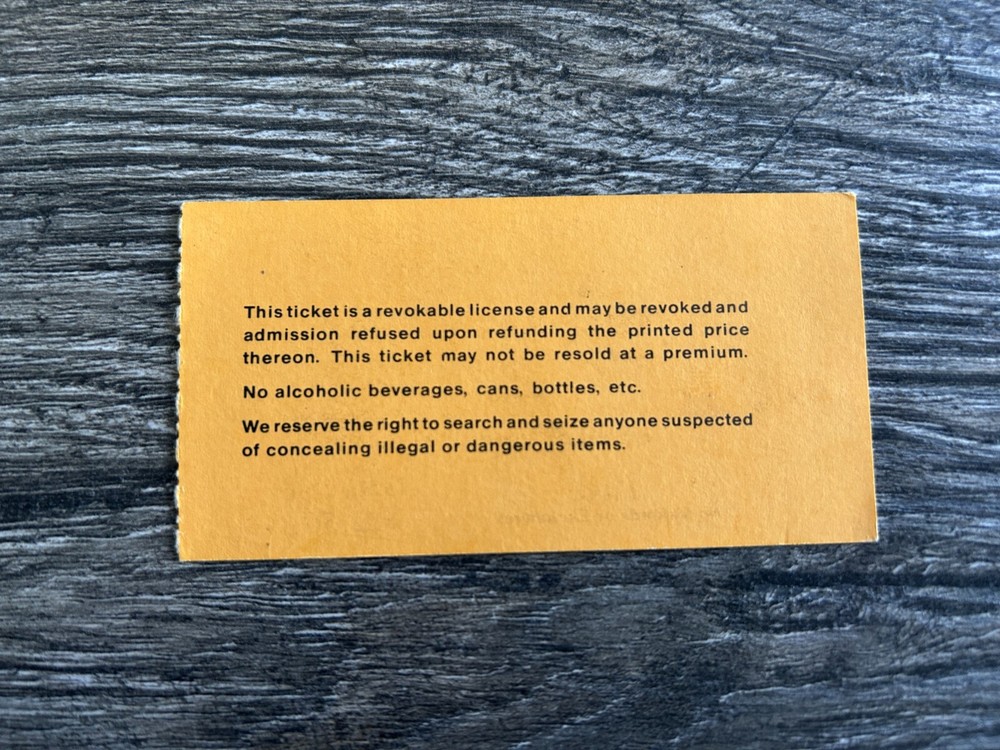 This ticket is a revokable license and may be revoked and
admission refused upon refunding the printed price
thereon. This ticket may not be resold at a premium.
No alcoholic beverages, cans, bottles, etc.
We reserve the right to search and seize anyone suspected
of concealing illegal or dangerous items.